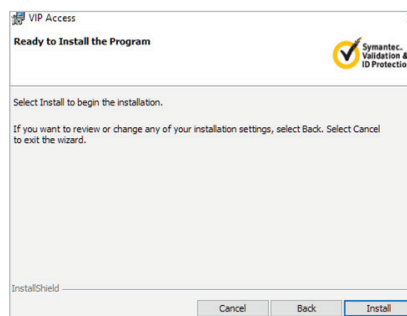 VIP Access
Ready to Install the Program
Symantec.
Validation &
ID Protection
Select Install to begin the installation.
If you want to review or change any of your installation settings, select Back. Select Cancel
to exit the wizard.
InstallShield
Cancel
Back
Install